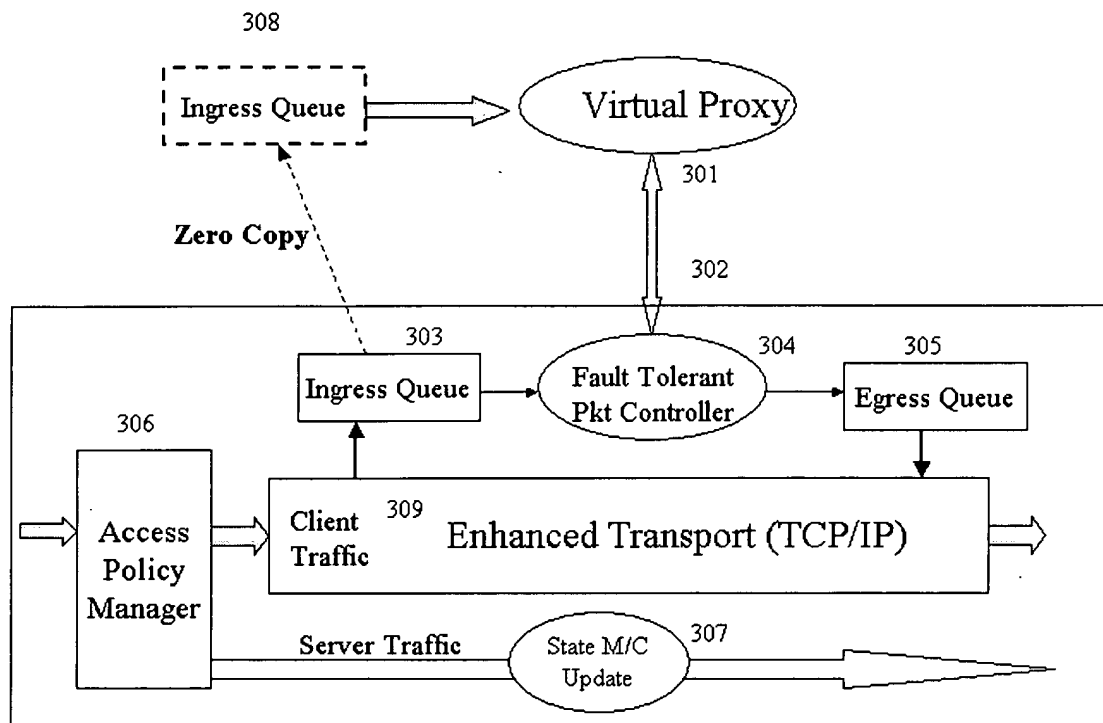 308
Ingress Queue
Virtual Proxy
301
Zero Copy
302
303
304
305
Ingress Queue
Fault Tolerant
Pkt Controller
Egress Queue
306
Access
Policy
Manager
Client
Traffic
309
Enhanced Transport (TCP/IP)
Server Traffic
State M/C
Update
307